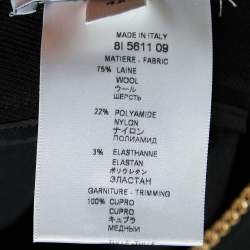 MADE IN ITALY
8I 5611 09
MATIERE - FABRIC
75% LAINE
WOOL
ウール
ШЕРСТЬ
22% POLYAMIDE
NYLON
ナイロン
ПОЛИАМИД
3% ELASTHANNE
ELASTAN
ポリウレタン
ЭЛАСТАН
GARNITURE - TRIMMING
100% CUPRO
CUPRO
キュプラ
МЕДНЫЙ